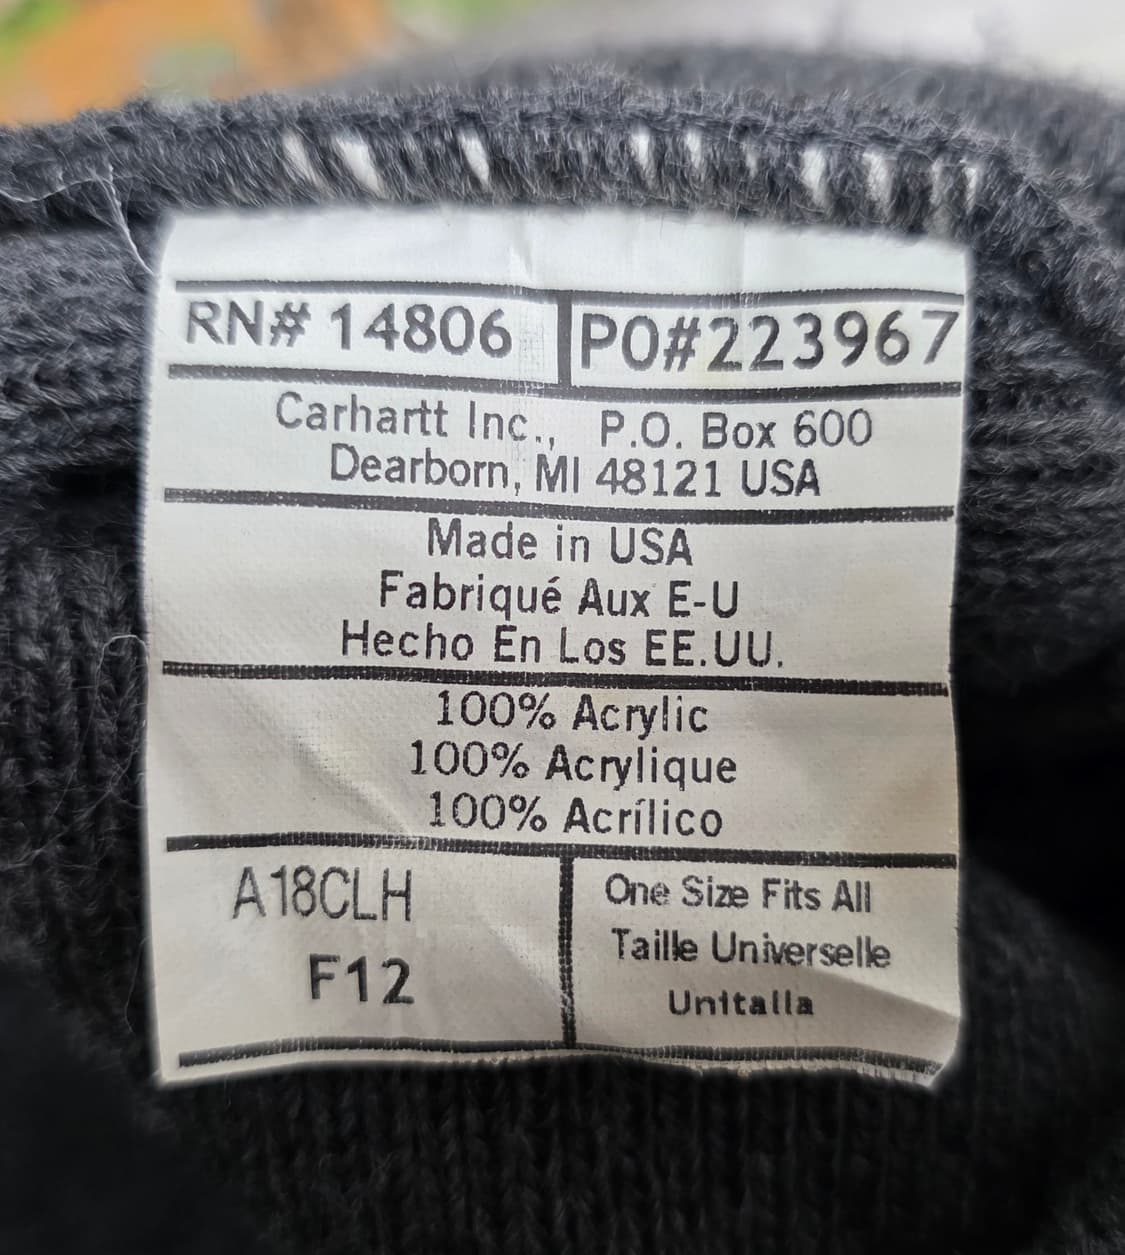 RN# 14806 PO#223967
Carhartt Inc., P.O. Box 600
Dearborn, MI 48121 USA
Made in USA
Fabriqué Aux E-U
Hecho En Los EE.UU.
100% Acrylic
100% Acrylique
100% Acrílico
A18CLH
F12
One Size Fits All
Taille Universelle
Unitalla